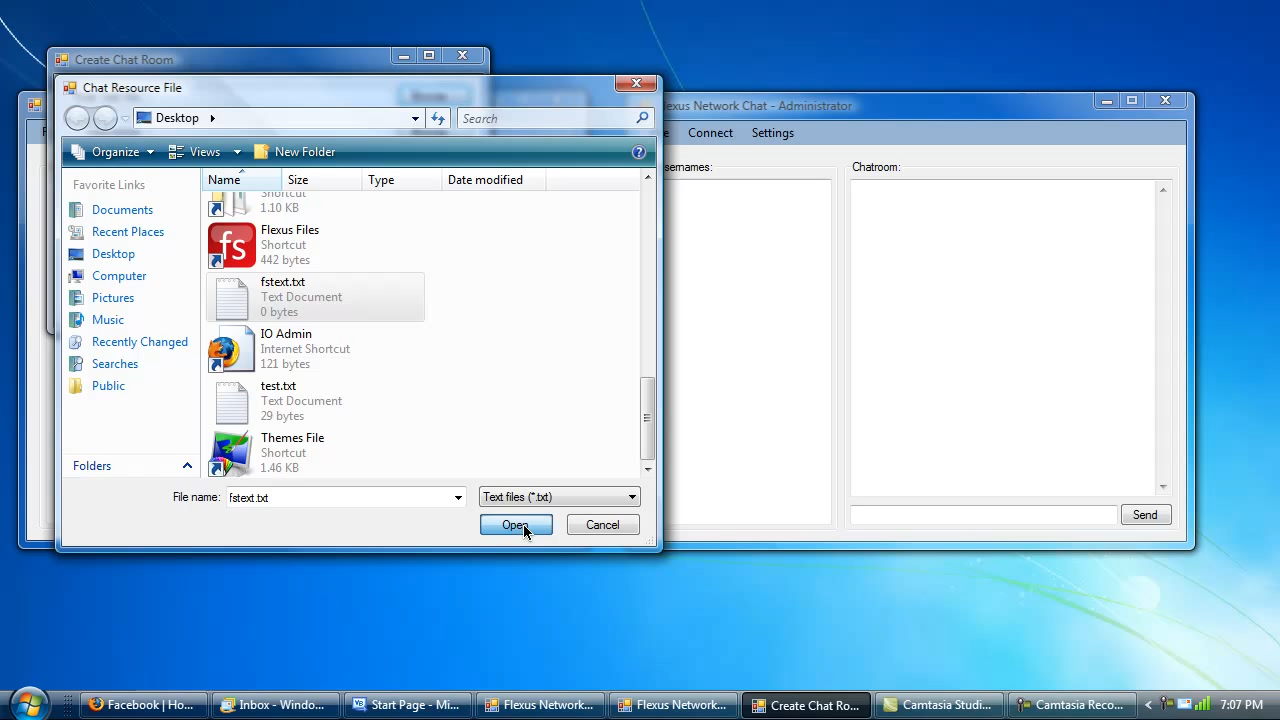 Create Chat Room
Chat Resource File
Desktop
Search
Organize
Views
New Folder
Favorite Links
Documents
Recent Places
Desktop
Computer
Pictures
Music
Recently Changed
Searches
Public
Folders
Name
Size
Type
Date modified
Shortcut
1.10 KB
fs
Flexus Files
Shortcut
442 bytes
fstext.txt
Text Document
0 bytes
IO Admin
Internet Shortcut
121 bytes
test.txt
Text Document
29 bytes
Themes File
Shortcut
1.46 KB
File name:
fstext.txt
Text files (*.txt)
Open
Cancel
exus Network Chat - Administrator
e
Connect
Settings
sernames:
Chatroom:
Send
Facebook | Ho...
Inbox - Windo...
Start Page - Mi...
Flexus Network...
Flexus Network...
Create Chat Ro...
Camtasia Studi...
Camtasia Reco...
7:07 PM